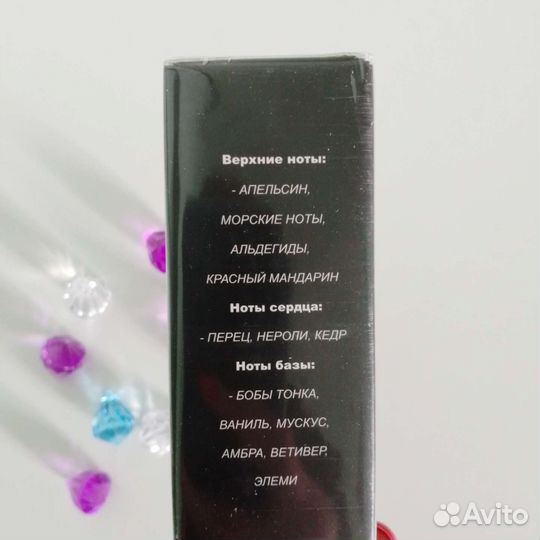 Верхние ноты:
- АПЕЛЬСИН,
МОРСКИЕ НОТЫ,
АЛЬДЕГИДЫ,
КРАСНЫЙ МАНДАРИН
Ноты сердца:
- ПЕРЕЦ, НЕРОЛИ, КЕДР
Ноты базы:
- БОБЫ ТОНКА,
ВАНИЛЬ, МУСКУС,
АМБРА, ВЕТИВЕР,
ЭЛЕМИ
Avito